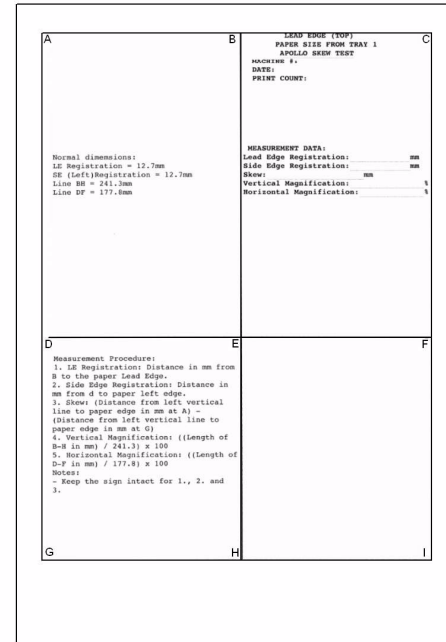 A
B
C
LEAD EDGE (TOP)
PAPER SIZE FROM TRAY 1
APOLLO SKEW TEST
MACHINE #:
DATE:
PRINT COUNT:
Normal dimensions:
LE Registration = 12.7mm
SE (Left)Registration = 12.7mm
Line BH = 241.3mm
Line DF = 177.8mm
MEASUREMENT DATA:
Lead Edge Registration: mm
Side Edge Registration: mm
Skew: mm
Vertical Magnification: %
Horizontal Magnification: %
D
E
F
Measurement Procedure:
1. LE Registration: Distance in mm from
B to the paper Lead Edge.
2. Side Edge Registration: Distance in
mm from d to paper left edge.
3. Skew: (Distance from left vertical
line to paper edge in mm at A) -
(Distance from left vertical line to
paper edge in mm at G)
4. Vertical Magnification: ((Length of
B-H in mm) / 241.3) x 100
5. Horizontal Magnification: ((Length of
D-F in mm) / 177.8) x 100
Notes:
- Keep the sign intact for 1., 2. and
3.
G
H
I